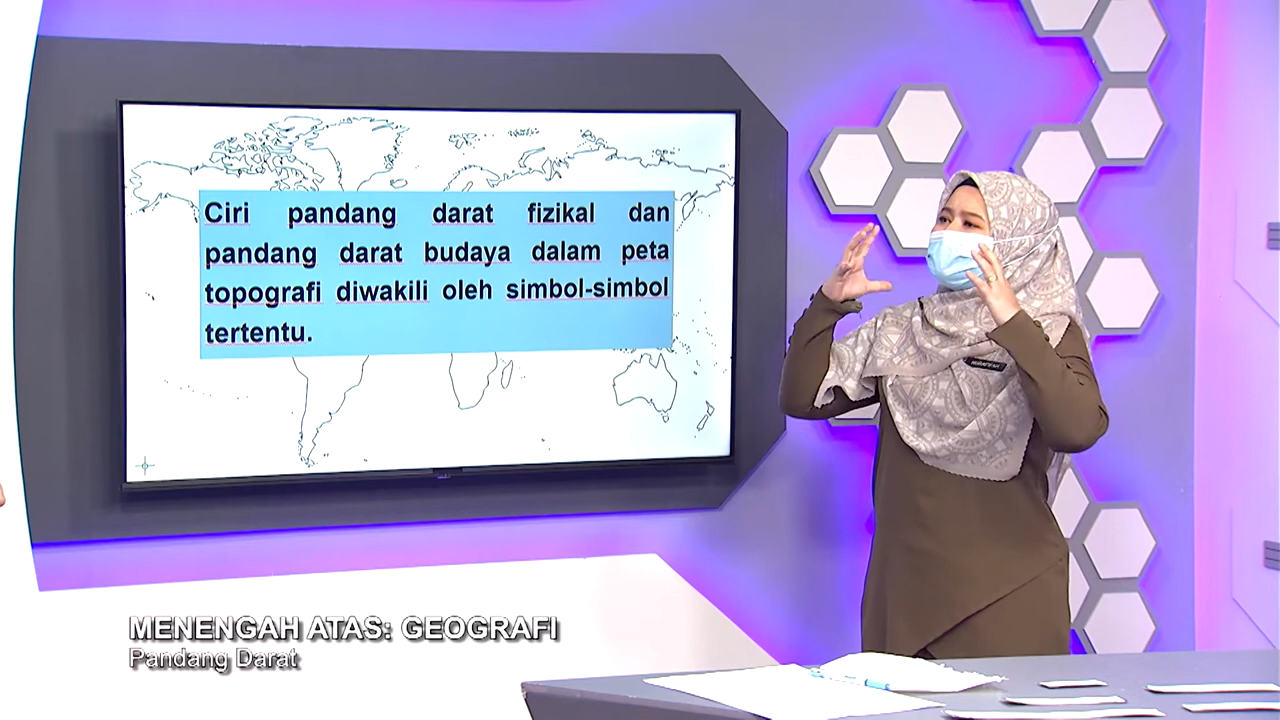 Ciri pandang darat fizikal dan
pandang darat budaya dalam peta
topografi diwakili oleh simbol-simbol
tertentu.
MENENGAH ATAS: GEOGRAFI
Pandang Darat